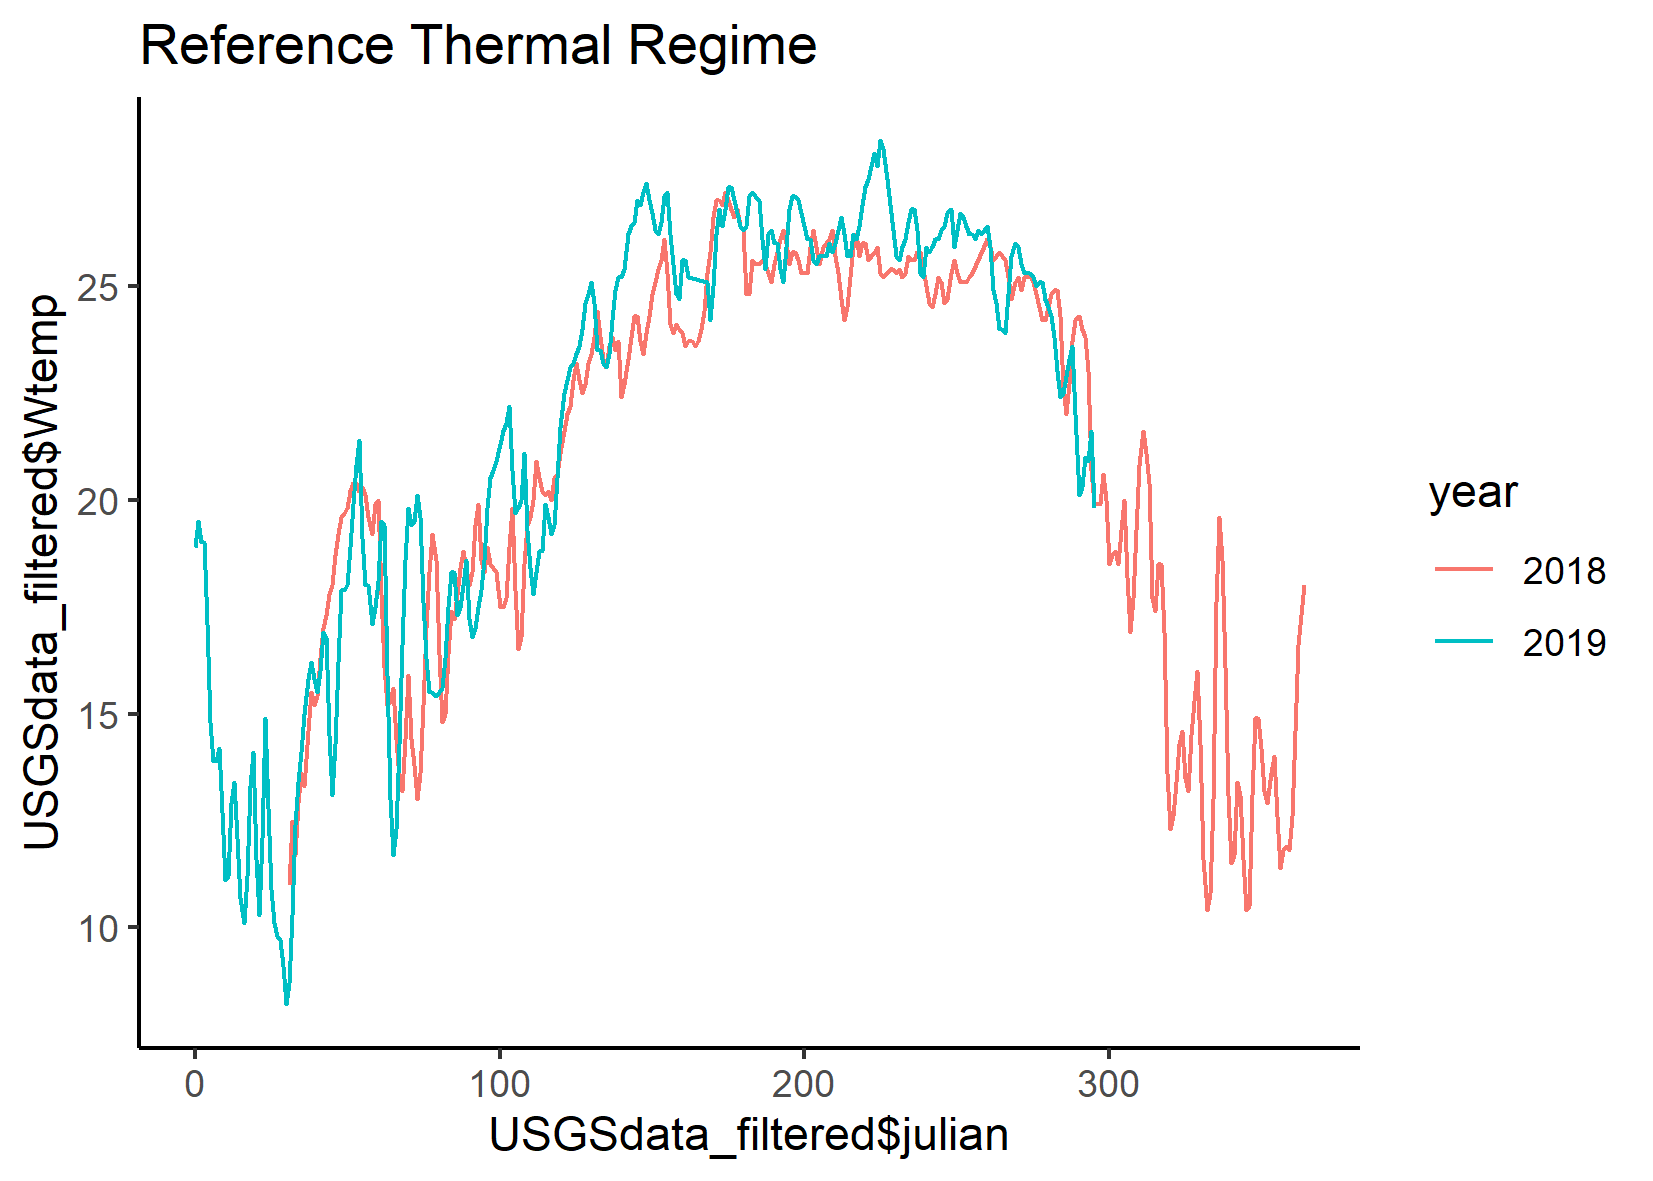 Reference Thermal Regime
USGSdata_filtered$Wtemp
25
20
15
10
0
100
200
300
USGSdata_filtered$julian
year
2018
2019